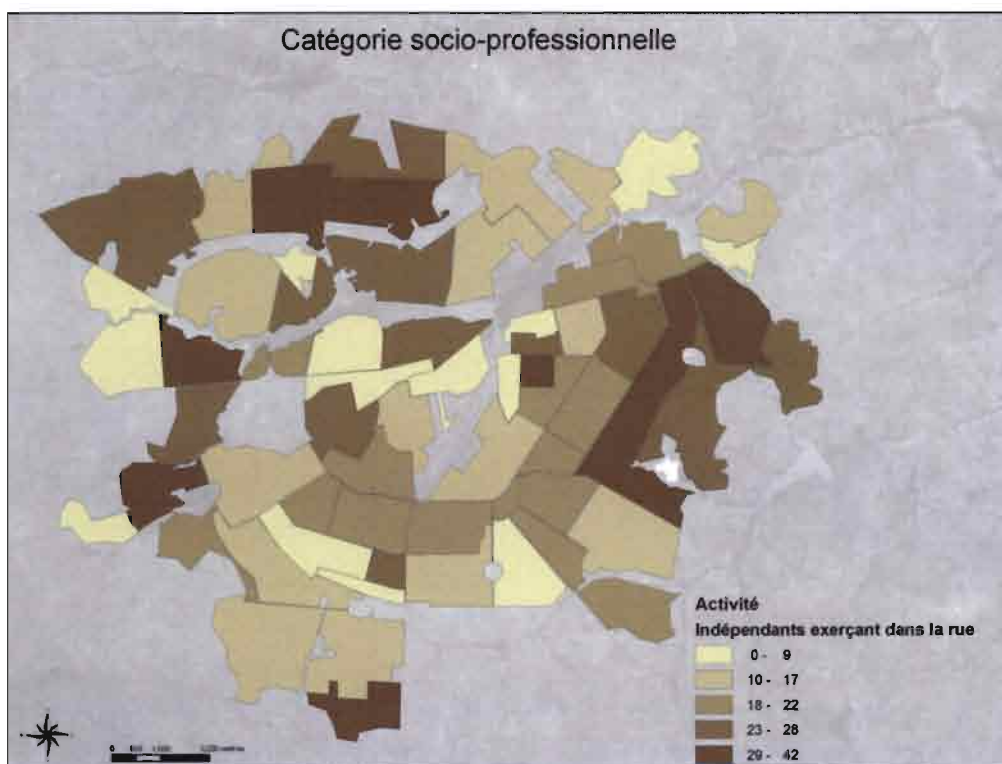 Catégorie socio-professionnelle
Activité
Indépendants exerçant dans la rue
0 - 9
10 - 17
18 - 22
23 - 28
29 - 42
0